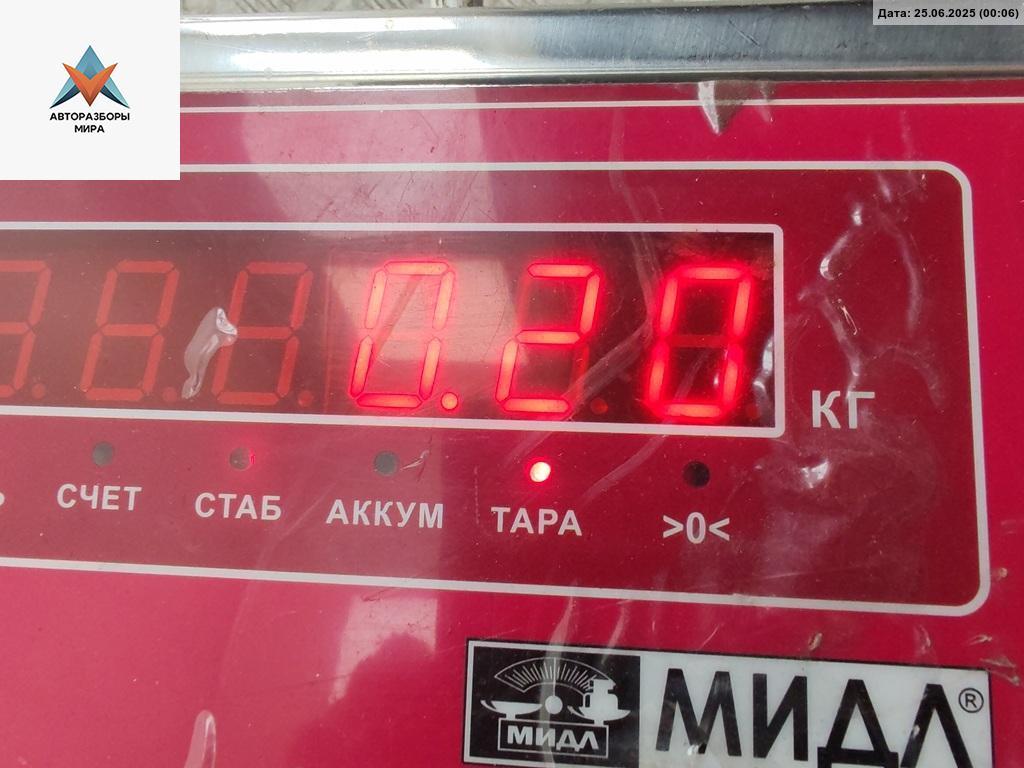 Дата: 25.06.2025 (00:06)
АВТОРАЗБОРЫ
МИРА
0.20
КГ
СЧЕТ СТАБ АККУМ ТАРА >0<
МИДЛ
МИДЛ®